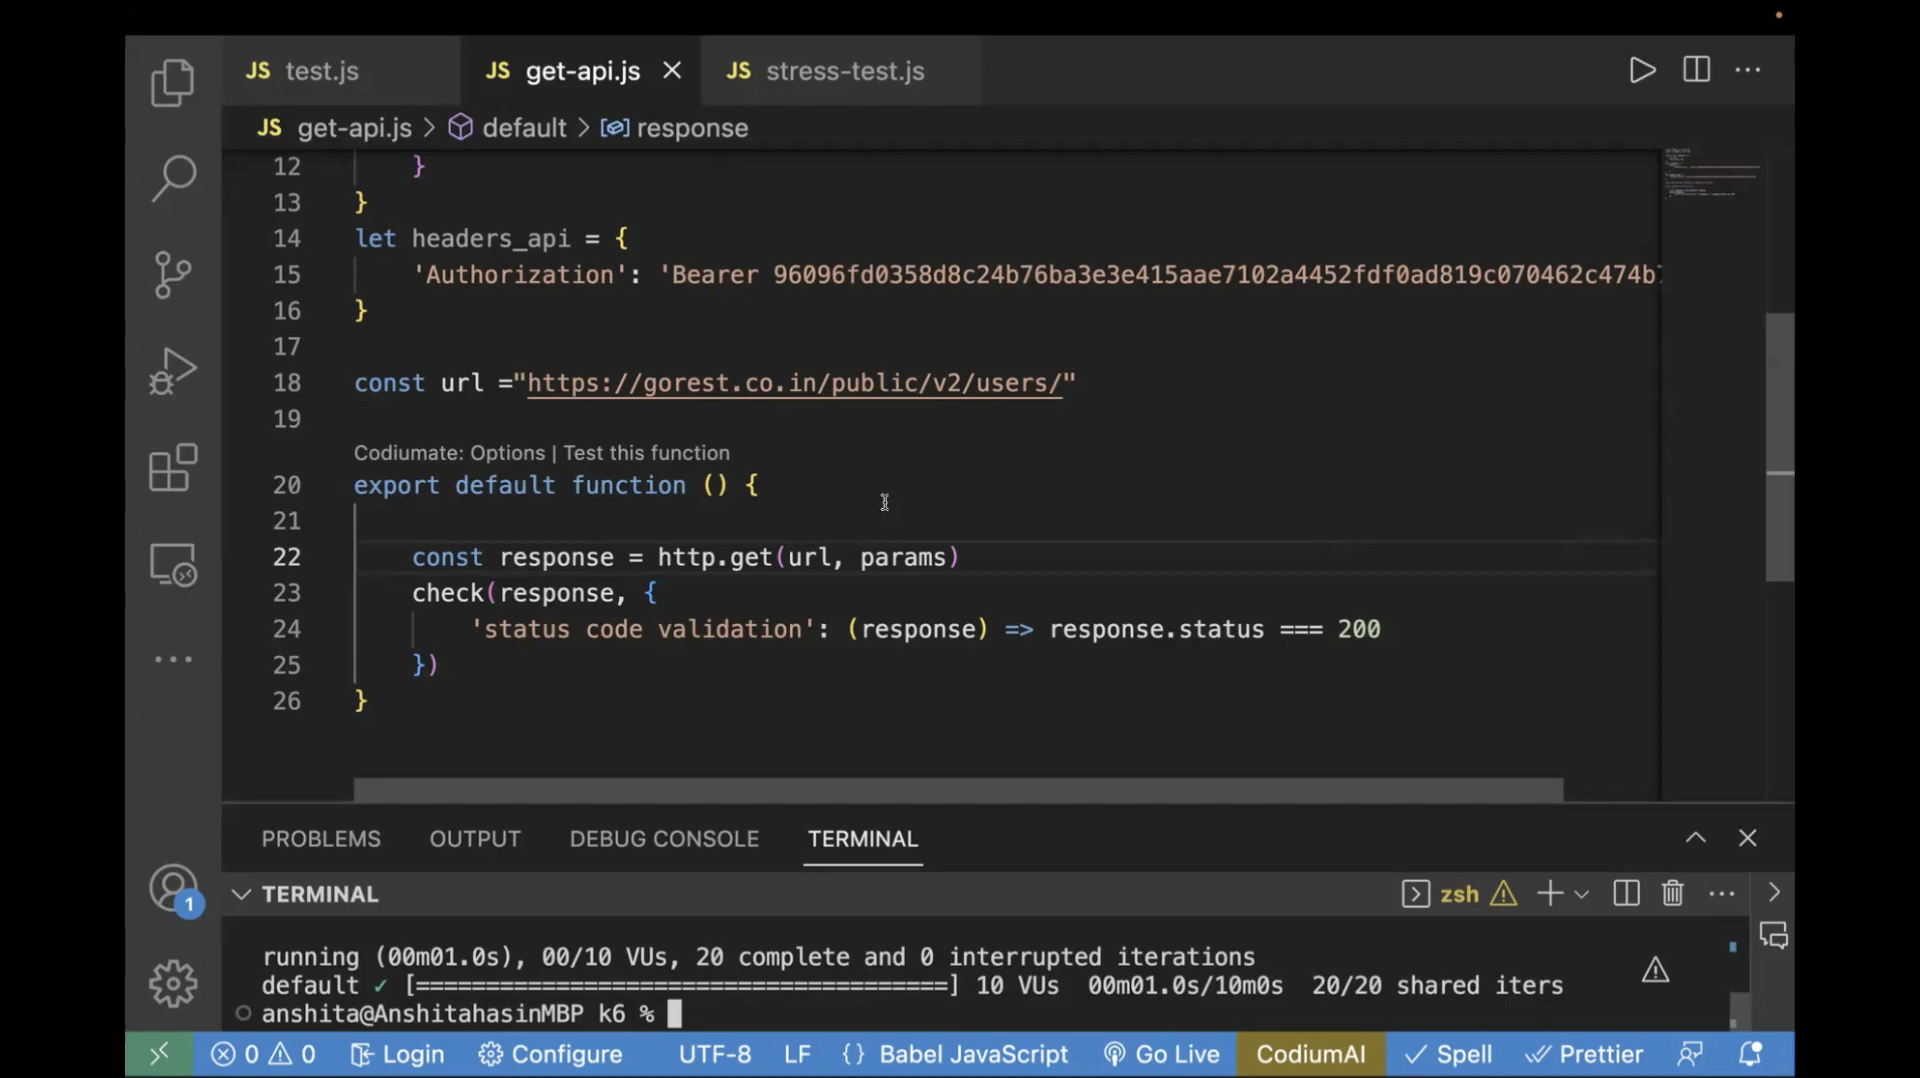 JS test.js JS get-api.js JS stress-test.js
JS get-api.js > default > response
12 }
13 }
14 let headers_api = {
15 'Authorization': 'Bearer 96096fd0358d8c24b76ba3e3e415aae7102a4452fdf0ad819c070462c474b
16 }
17
18 const url ="https://gorest.co.in/public/v2/users/"
19
Codiumate: Options | Test this function
20 export default function () {
21
22 const response = http.get(url, params)
23 check(response, {
24 'status code validation': (response) => response.status === 200
25 })
26 }
PROBLEMS OUTPUT DEBUG CONSOLE TERMINAL
TERMINAL zsh
running (00m01.0s), 00/10 VUs, 20 complete and 0 interrupted iterations
default ✓ [======================================] 10 VUs 00m01.0s/10m0s 20/20 shared iters
anshita@AnshitahasinMBP k6 %
1
0 0 Login Configure UTF-8 LF {} Babel JavaScript Go Live CodiumAI Spell Prettier